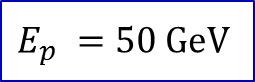 E_p = 50 GeV